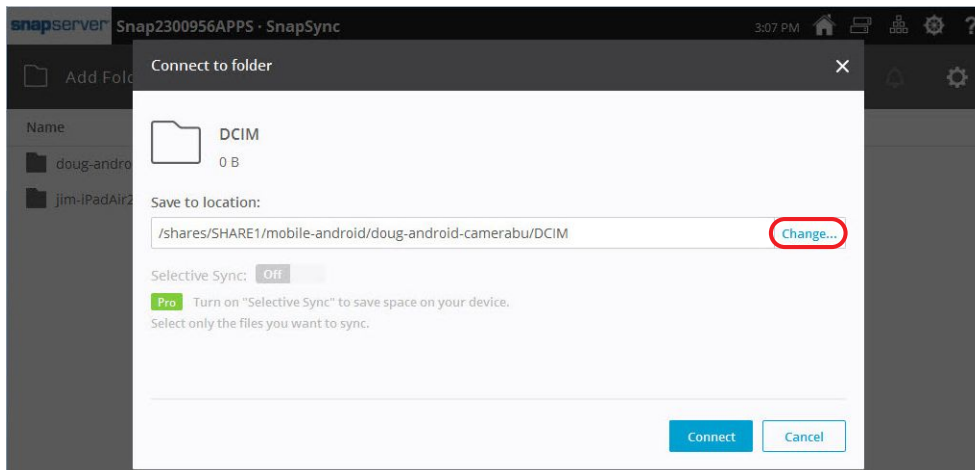 snapserver Snap2300956APPS · SnapSync 3:07 PM ?
Add Fold
Connect to folder
Name
doug-andro
jim-iPadAir2
DCIM
0 B
Save to location:
/shares/SHARE1/mobile-android/doug-android-camerabu/DCIM Change...
Selective Sync: Off
Pro Turn on "Selective Sync" to save space on your device.
Select only the files you want to sync.
Connect Cancel